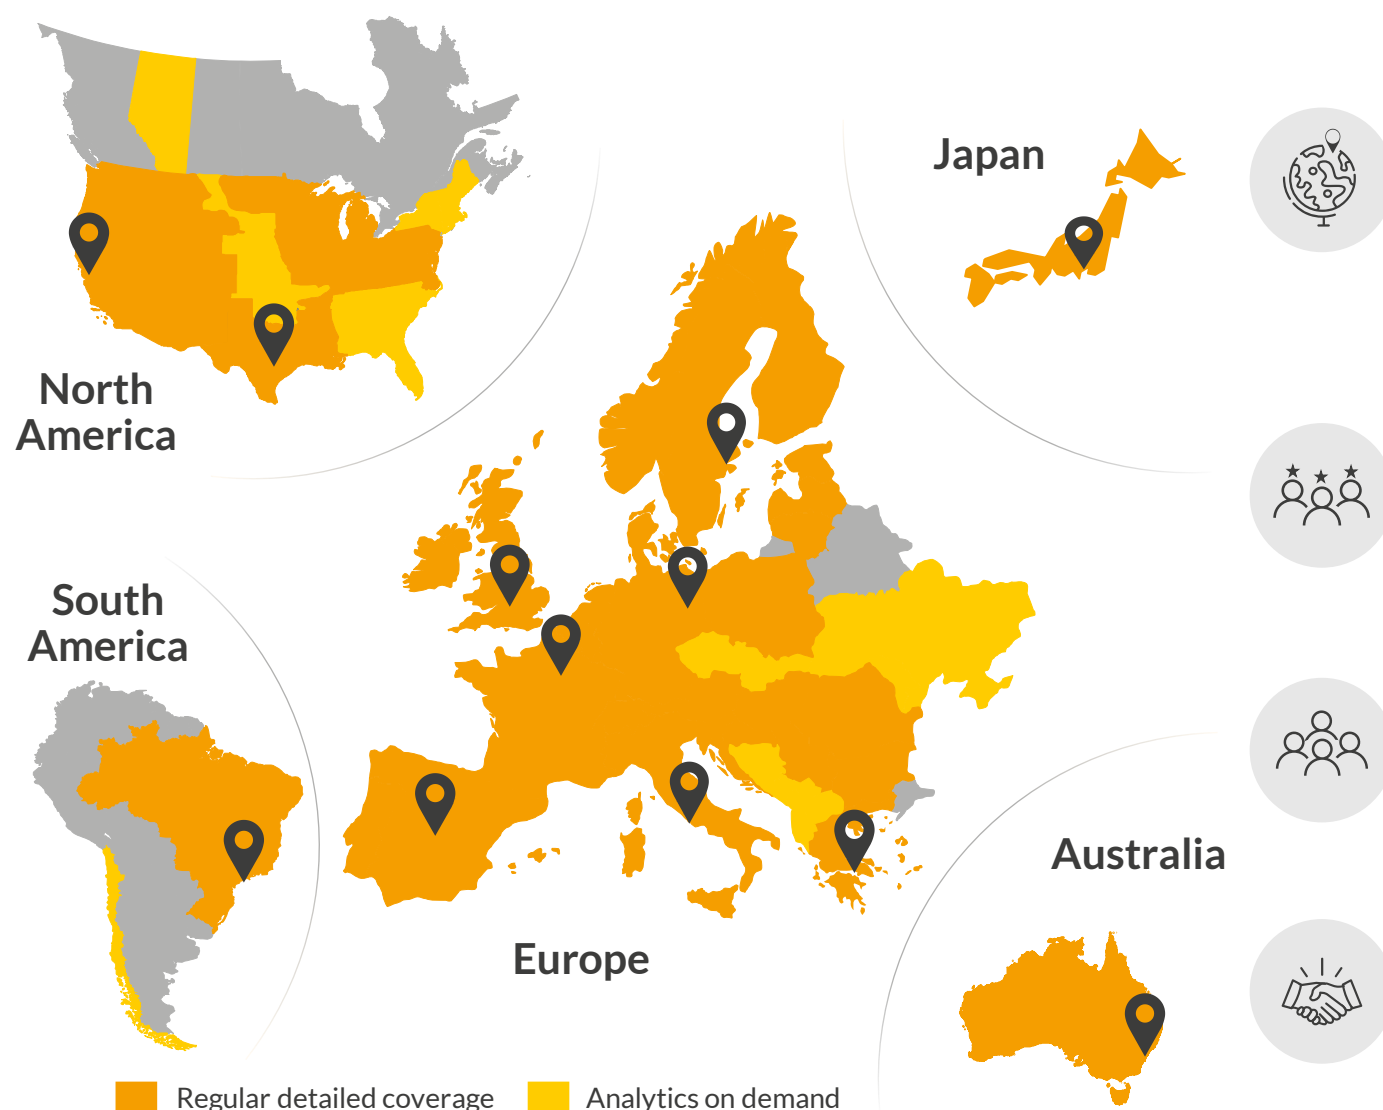 Japan
North
America
South
America
Australia
Europe
Regular detailed coverage
Analytics on demand